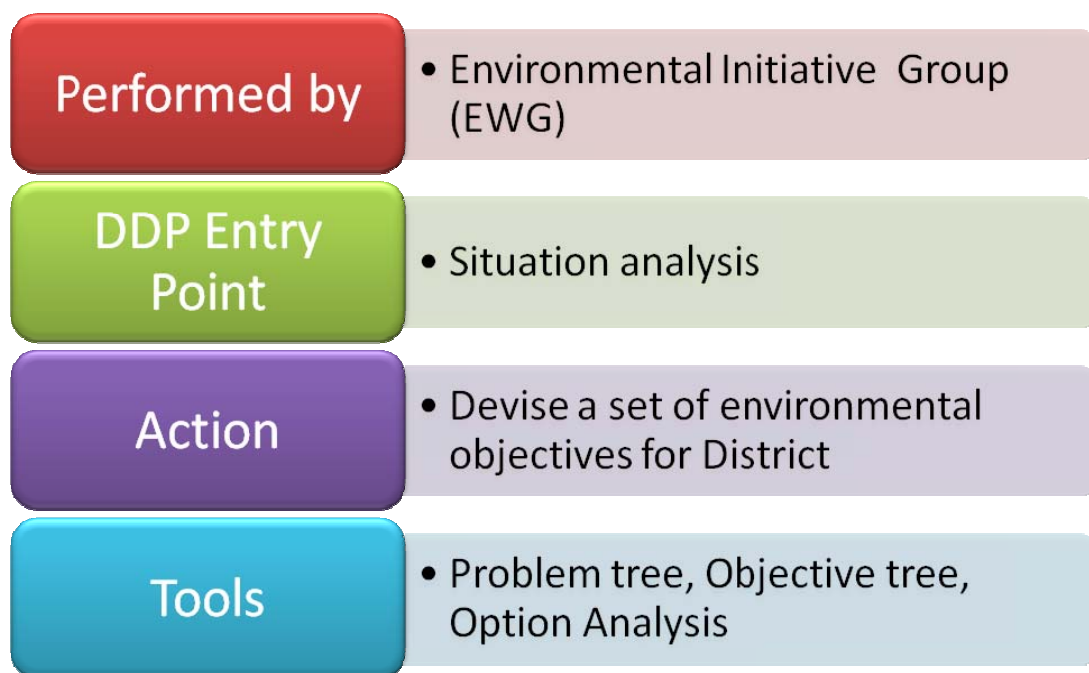 Performed by
• Environmental Initiative Group
(EWG)
DDP Entry
Point
• Situation analysis
Action
• Devise a set of environmental
objectives for District
Tools
• Problem tree, Objective tree,
Option Analysis